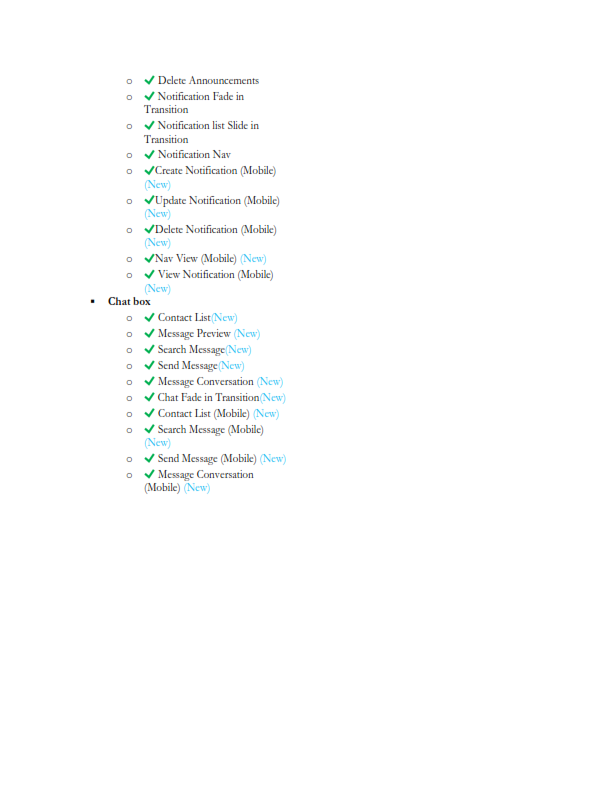 o ✔ Delete Announcements
o ✔ Notification Fade in
Transition
o ✔ Notification list Slide in
Transition
o ✔ Notification Nav
o ✔Create Notification (Mobile)
(New)
o ✔Update Notification (Mobile)
(New)
o ✔Delete Notification (Mobile)
(New)
o ✔Nav View (Mobile) (New)
o ✔ View Notification (Mobile)
(New)
▪ Chat box
o ✔ Contact List(New)
o ✔ Message Preview (New)
o ✔ Search Message(New)
o ✔ Send Message(New)
o ✔ Message Conversation (New)
o ✔ Chat Fade in Transition(New)
o ✔ Contact List (Mobile) (New)
o ✔ Search Message (Mobile)
(New)
o ✔ Send Message (Mobile) (New)
o ✔ Message Conversation
(Mobile) (New)